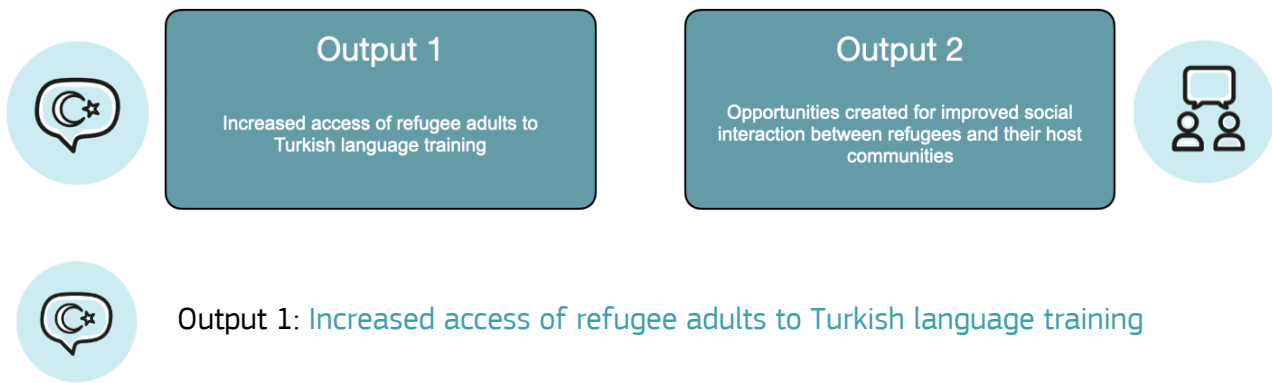 Output 1
Increased access of refugee adults to
Turkish language training
Output 2
Opportunities created for improved social
interaction between refugees and their host
communities
Output 1: Increased access of refugee adults to Turkish language training